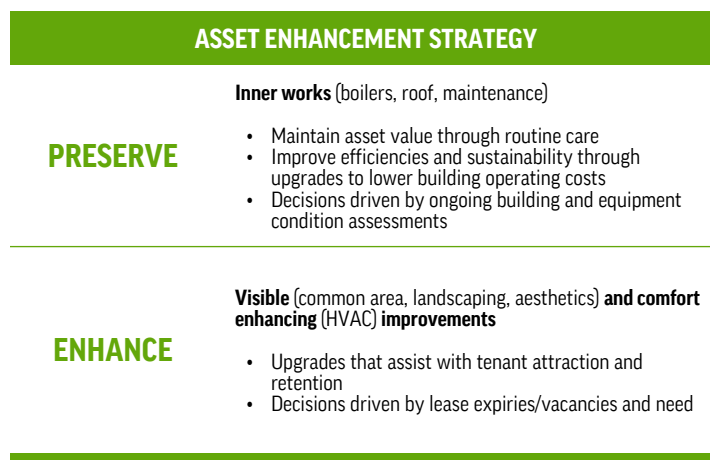 ASSET ENHANCEMENT STRATEGY
PRESERVE
Inner works (boilers, roof, maintenance)
• Maintain asset value through routine care
• Improve efficiencies and sustainability through
upgrades to lower building operating costs
• Decisions driven by ongoing building and equipment
condition assessments
ENHANCE
Visible (common area, landscaping, aesthetics) and comfort
enhancing (HVAC) improvements
• Upgrades that assist with tenant attraction and
retention
• Decisions driven by lease expiries/vacancies and need